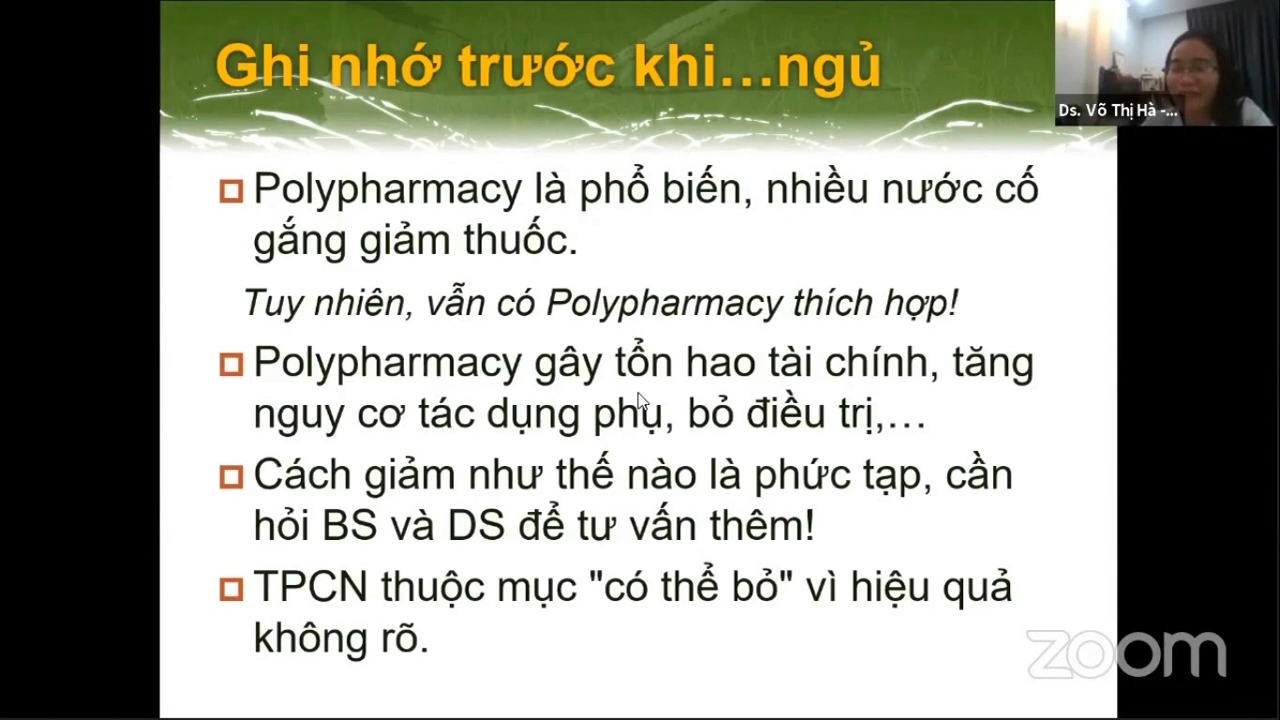 Ghi nhớ trước khi...ngủ
Ds. Võ Thị Hà -...
Polypharmacy là phổ biến, nhiều nước cố
gắng giảm thuốc.
Tuy nhiên, vẫn có Polypharmacy thích hợp!
Polypharmacy gây tổn hao tài chính, tăng
nguy cơ tác dụng phụ, bỏ điều trị,...
Cách giảm như thế nào là phức tạp, cần
hỏi BS và DS để tư vấn thêm!
TPCN thuộc mục "có thể bỏ" vì hiệu quả
không rõ.
zoom